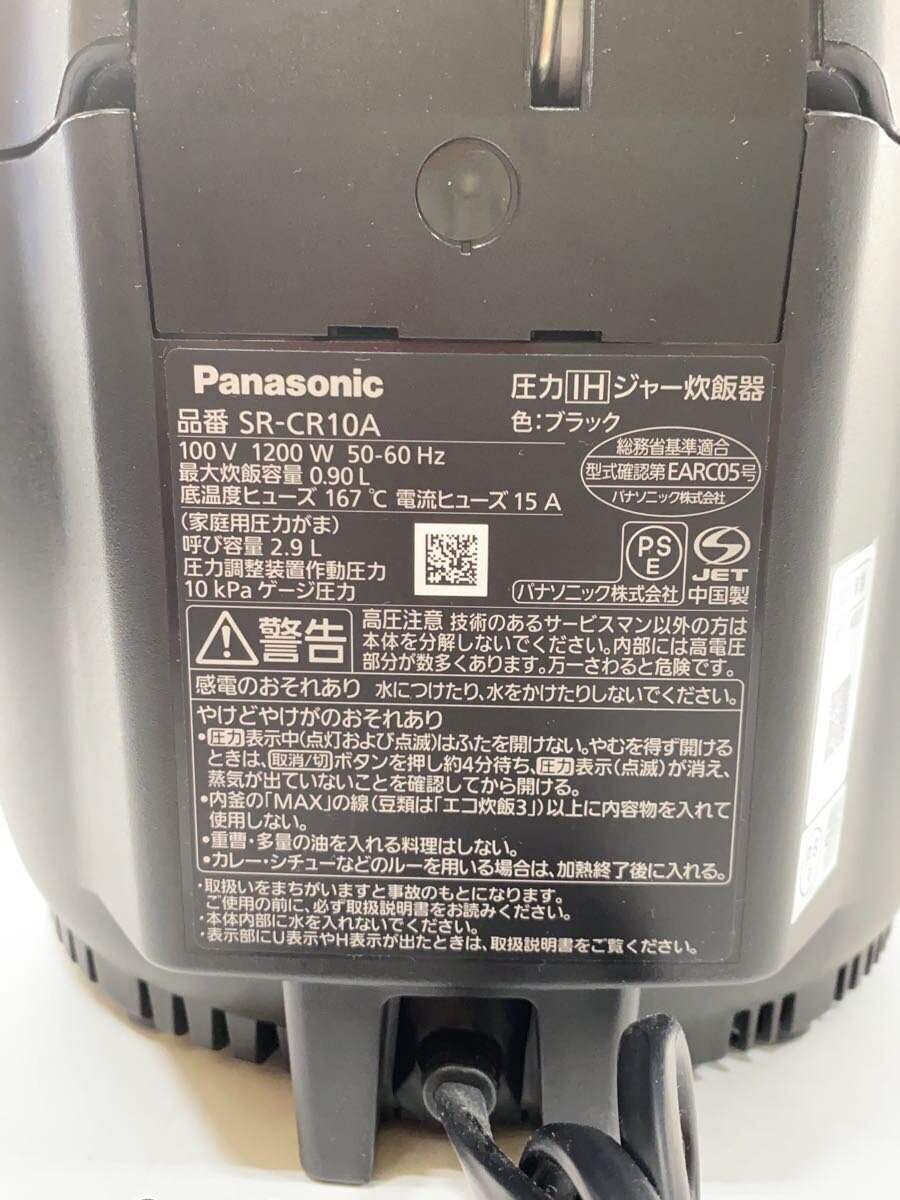 Panasonic
圧力IHジャー炊飯器
品番 SR-CR10A
色:ブラック
100 V 1200 W 50-60 Hz
最大炊飯容量 0.90 L
底温度ヒューズ 167 ℃ 電流ヒューズ 15 A
総務省基準適合
型式確認第EARC05号
パナソニック株式会社
(家庭用圧力がま)
呼び容量 2.9 L
圧力調整装置作動圧力
10 kPa ゲージ圧力
PS
E
パナソニック株式会社
JET
中国製
警告
高圧注意 技術のあるサービスマン以外の方は
本体を分解しないでください。内部には高電圧
部分が数多くあります。万一さわると危険です。
感電のおそれあり 水につけたり、水をかけたりしないでください。
やけどやけがのおそれあり
・圧力表示中(点灯および点滅)はふたを開けない。やむを得ず開ける
ときは、取消/切ボタンを押し約4分待ち、圧力表示(点滅)が消え、
蒸気が出ていないことを確認してから開ける。
・内釜の「MAX」の線(豆類は「エコ炊飯3」)以上に内容物を入れて
使用しない。
・重曹・多量の油を入れる料理はしない。
・カレー・シチューなどのルーを用いる場合は、加熱終了後に入れる。
・取扱いをまちがいますと事故のもとになります。
ご使用の前に、必ず取扱説明書をお読みください。
・本体内部に水を入れないでください。
・表示部にU表示やH表示が出たときは、取扱説明書をご覧ください。